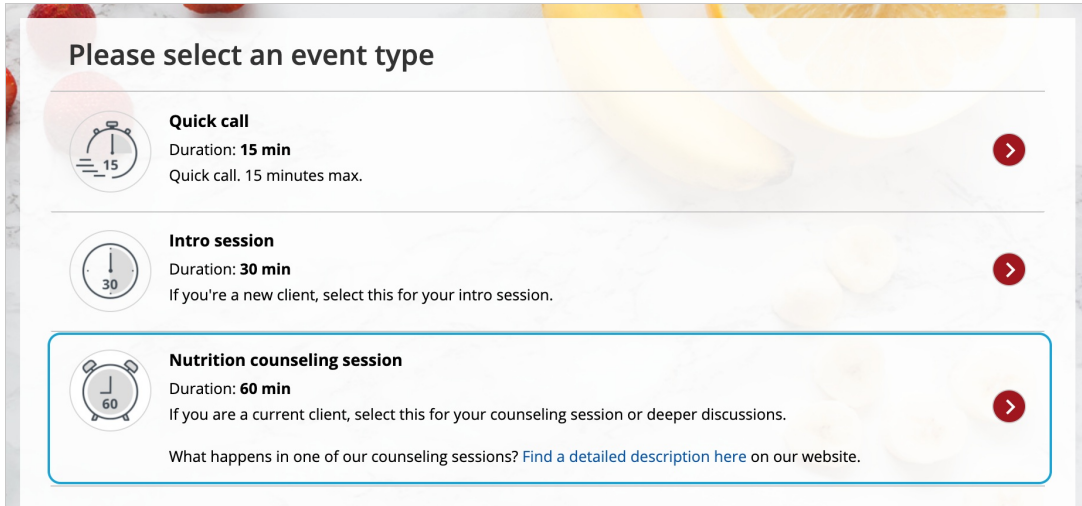 Please select an event type
Quick call
Duration: 15 min
Quick call. 15 minutes max.
15
Intro session
Duration: 30 min
If you're a new client, select this for your intro session.
30
Nutrition counseling session
Duration: 60 min
If you are a current client, select this for your counseling session or deeper discussions.
60
What happens in one of our counseling sessions? Find a detailed description here on our website.